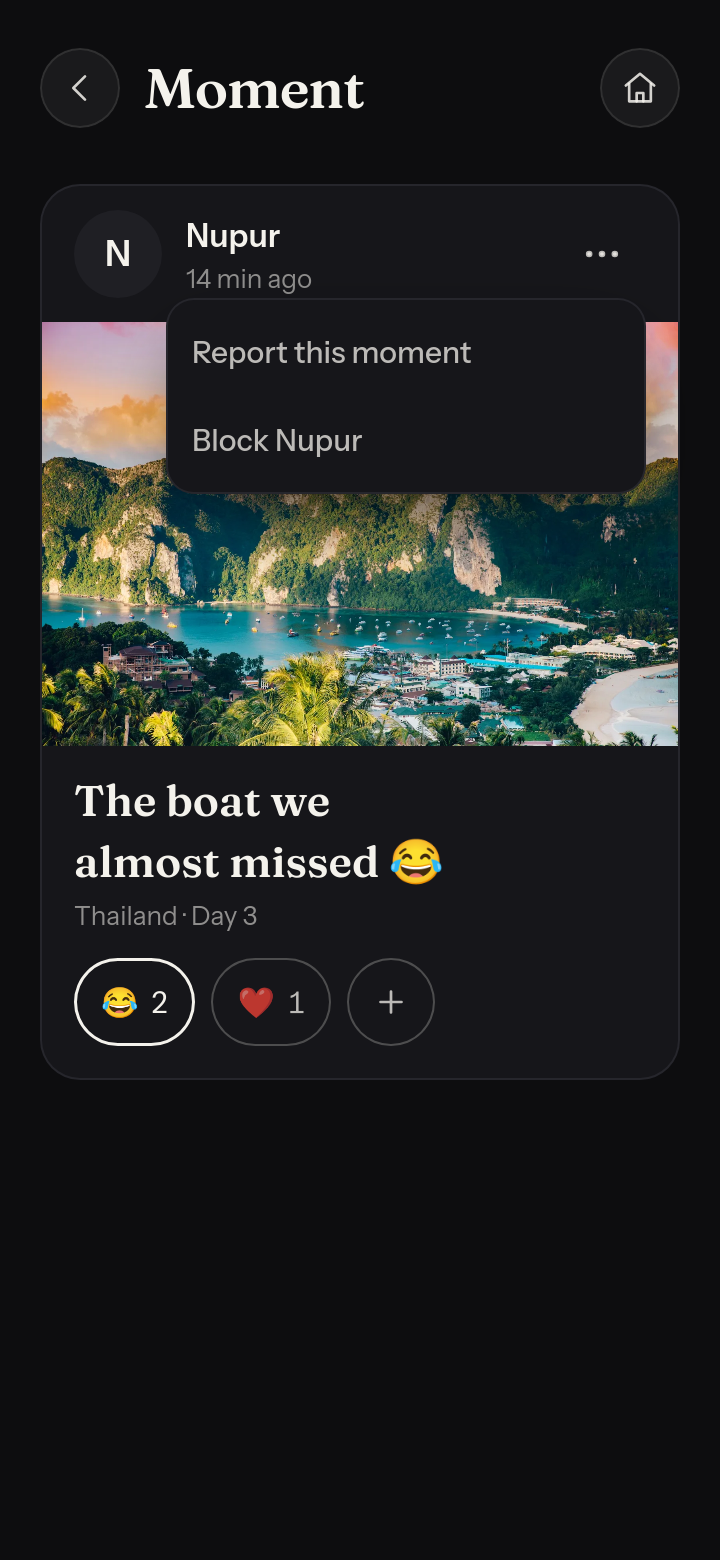 Moment
N
Nupur
14 min ago
Report this moment
Block Nupur
The boat we
almost missed 😂
Thailand · Day 3
😂 2
❤️ 1